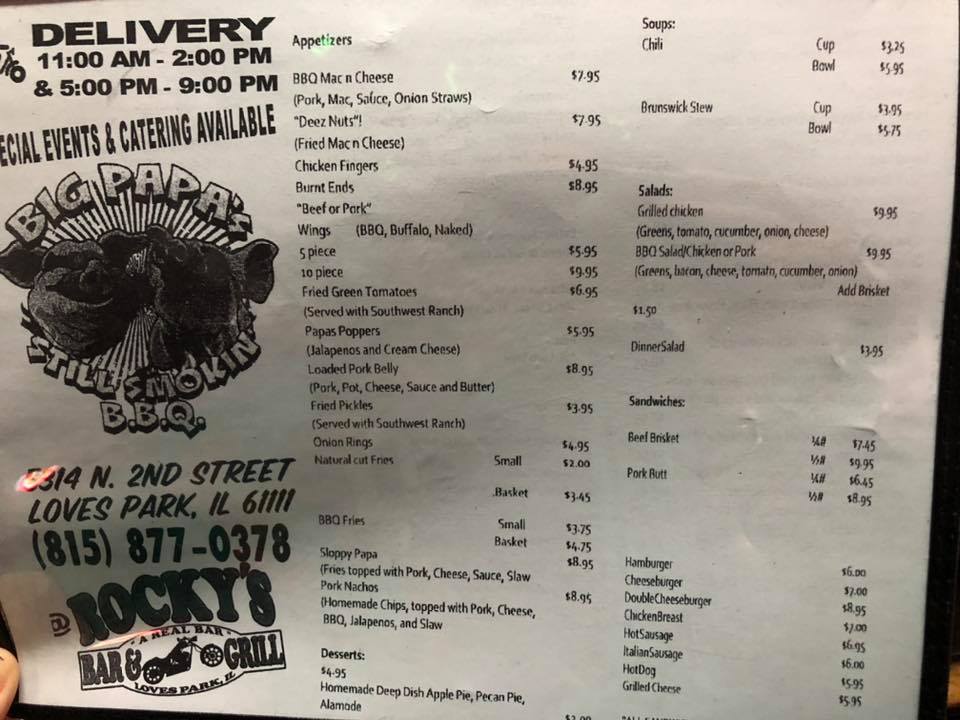 DELIVERY
11:00 AM - 2:00 PM
& 5:00 PM - 9:00 PM
ECIAL EVENTS & CATERING AVAILABLE
BIG PAPA'S
STILL SMOKIN'
B.B.Q.
5314 N. 2ND STREET
LOVES PARK, IL 61111
(815) 877-0378
@ ROCKY'S
- A REAL BAR -
BAR & GRILL
LOVES PARK, IL
Appetizers
BBQ Mac n Cheese $7.95
(Pork, Mac, Sauce, Onion Straws)
"Deez Nuts"! $7.95
(Fried Mac n Cheese)
Chicken Fingers $4.95
Burnt Ends $8.95
"Beef or Pork"
Wings (BBQ, Buffalo, Naked)
5 piece $5.95
10 piece $9.95
Fried Green Tomatoes $6.95
(Served with Southwest Ranch)
Papas Poppers $5.95
(Jalapenos and Cream Cheese)
Loaded Pork Belly $8.95
(Pork, Pot, Cheese, Sauce and Butter)
Fried Pickles $3.95
(Served with Southwest Ranch)
Onion Rings $4.95
Natural cut Fries Small $2.00
.Basket $3.45
BBQ Fries Small $3.75
Basket $4.75
Sloppy Papa $8.95
(Fries topped with Pork, Cheese, Sauce, Slaw
Pork Nachos $8.95
(Homemade Chips, topped with Pork, Cheese,
BBQ, Jalapenos, and Slaw
Desserts:
$4.95
Homemade Deep Dish Apple Pie, Pecan Pie,
Alamode
Soups:
Chili Cup $3.25
Bowl $5.95
Brunswick Stew Cup $3.95
Bowl $5.75
Salads:
Grilled chicken $9.95
(Greens, tomato, cucumber, onion, cheese)
BBQ Salad/Chicken or Pork $9.95
(Greens, bacon, cheese, tomato, cucumber, onion)
Add Brisket
$1.50
DinnerSalad $3.95
Sandwiches:
Beef Brisket ¼# $7.45
½# $9.95
Pork Butt ¼# $6.45
½# $8.95
Hamburger $6.00
Cheeseburger $7.00
DoubleCheeseburger $8.95
ChickenBreast $7.00
HotSausage $6.95
ItalianSausage $6.00
HotDog $5.95
Grilled Cheese $5.95